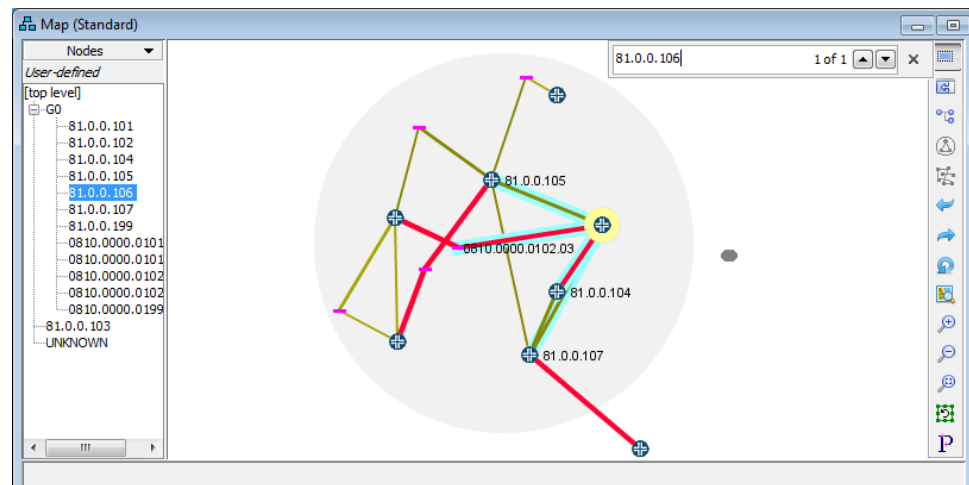 Map (Standard)
Nodes
User-defined
[top level]
G0
81.0.0.101
81.0.0.102
81.0.0.104
81.0.0.105
81.0.0.106
81.0.0.107
81.0.0.199
0810.0000.0101
0810.0000.0101
0810.0000.0102
0810.0000.0102
0810.0000.0199
81.0.0.103
UNKNOWN
81.0.0.106
1 of 1
81.0.0.105
0810.0000.0102.03
81.0.0.104
81.0.0.107
P